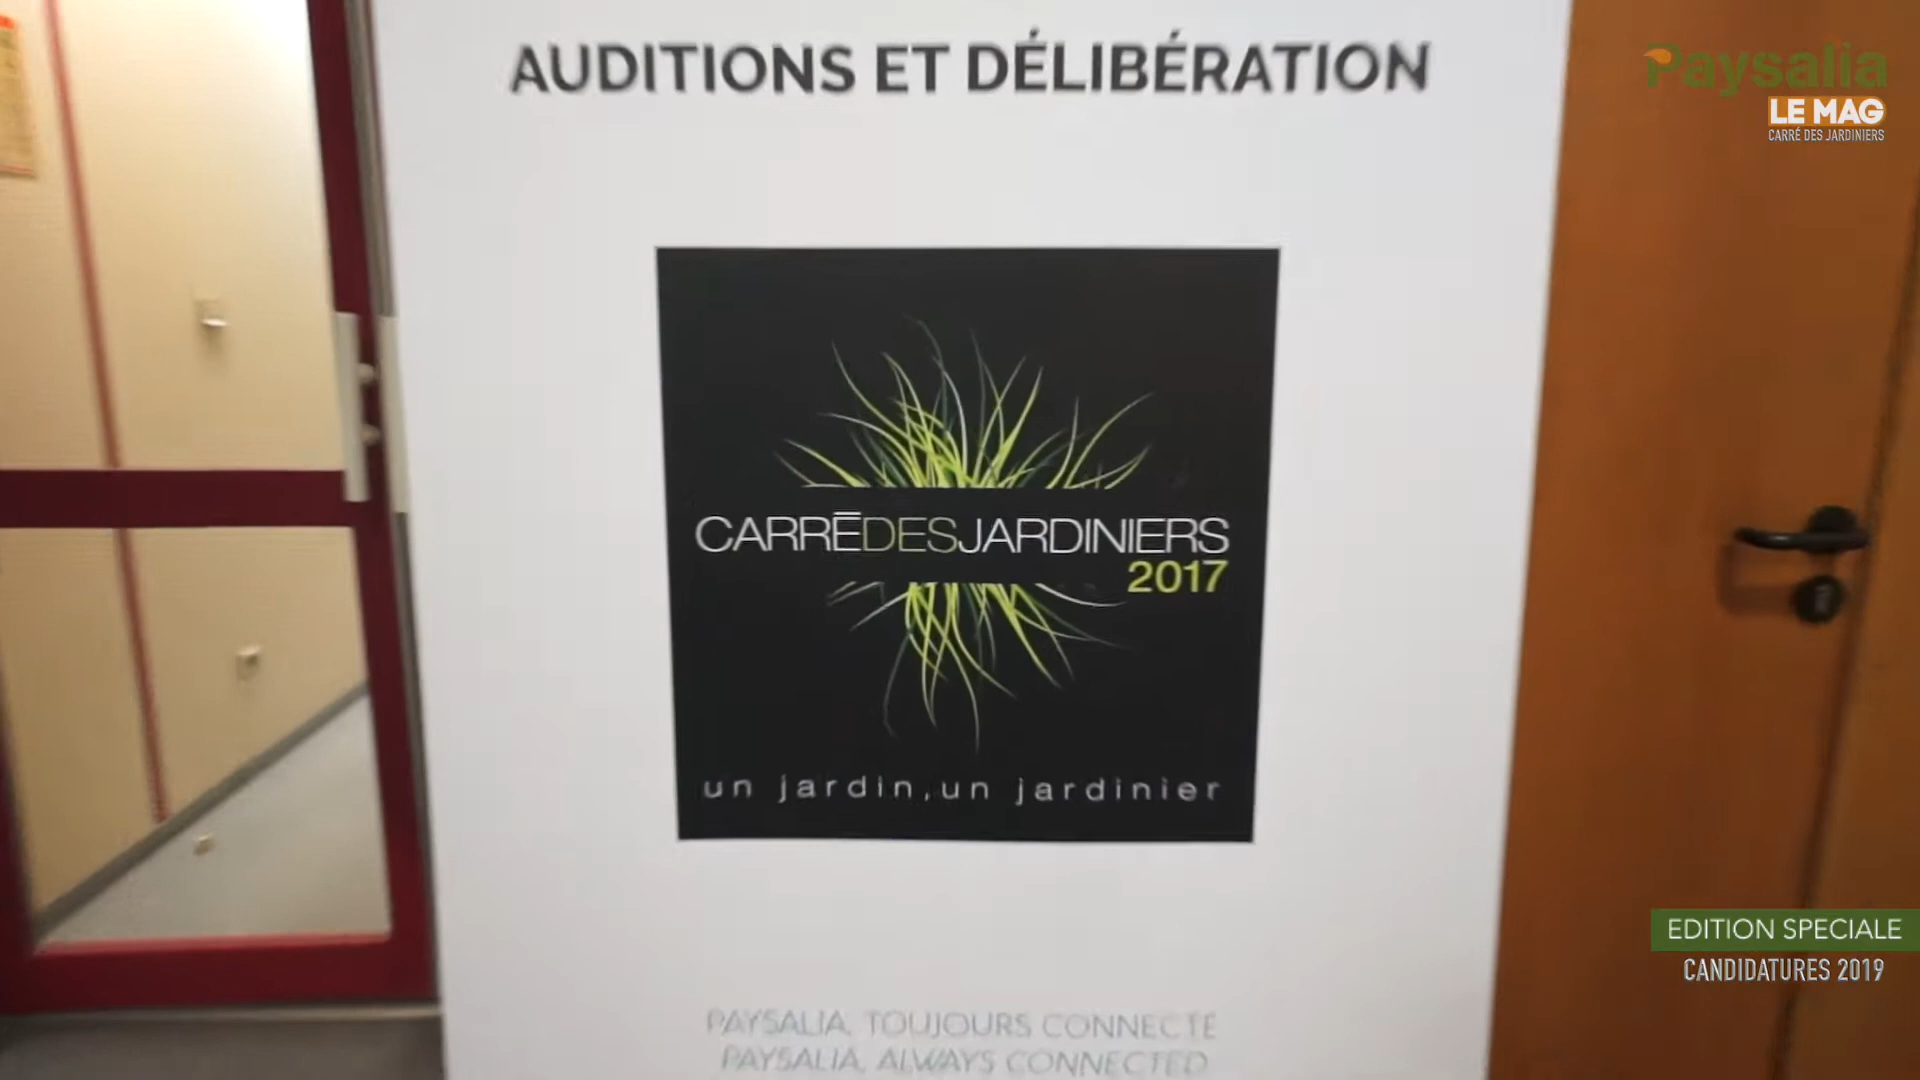 AUDITIONS ET DÉLIBÉRATION
Paysalia
LE MAG
CARRÉ DES JARDINIERS
CARRĒDESJARDINIERS
2017
un jardin, un jardinier
EDITION SPECIALE
CANDIDATURES 2019
PAYSALIA, TOUJOURS CONNECTÉ
PAYSALIA, ALWAYS CONNECTED